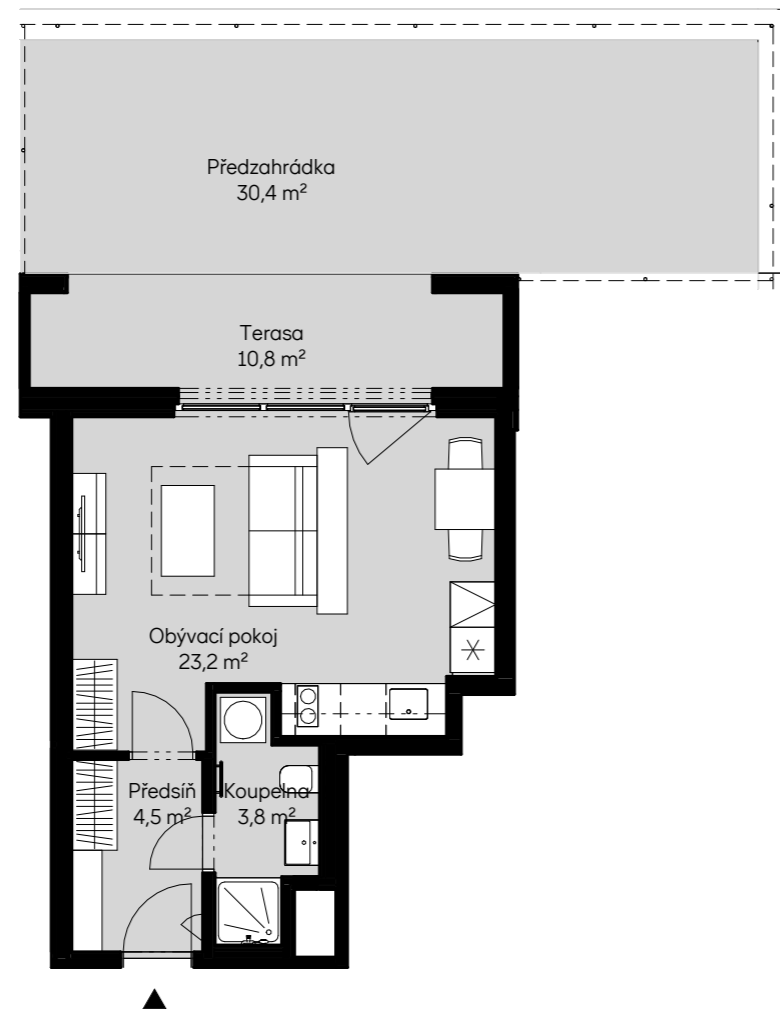 Předzahrádka
30,4 m²
Terasa
10,8 m²
Obývací pokoj
23,2 m²
Předsíň
4,5 m²
Koupelna
3,8 m²